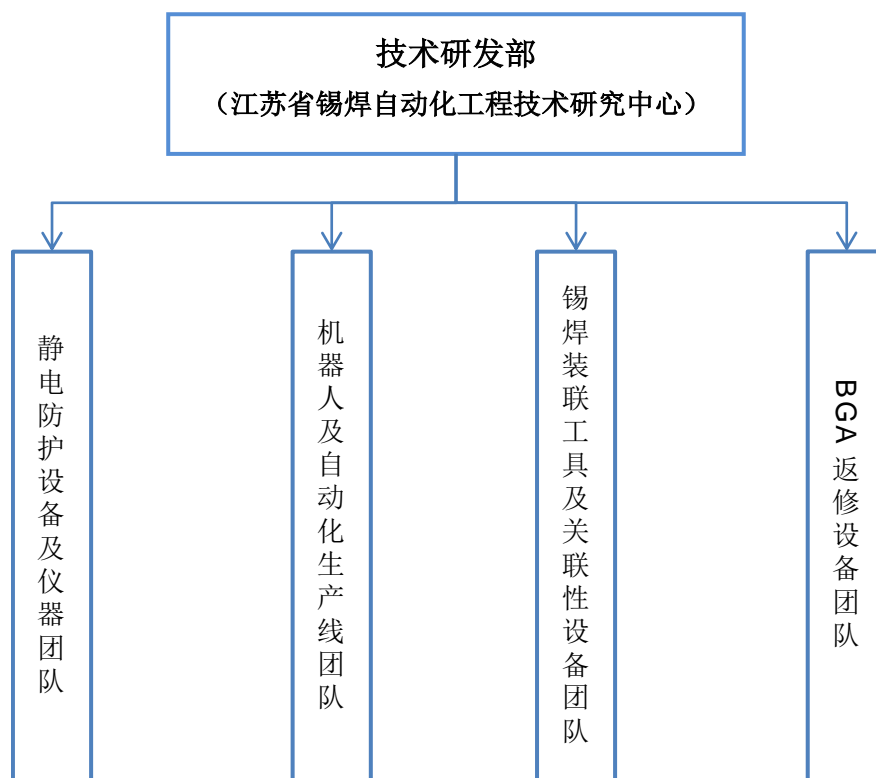 技术研发部
（江苏省锡焊自动化工程技术研究中心）
静电防护设备及仪器团队
机器人及自动化生产线团队
锡焊装联工具及关联性设备团队
BGA 返修设备团队